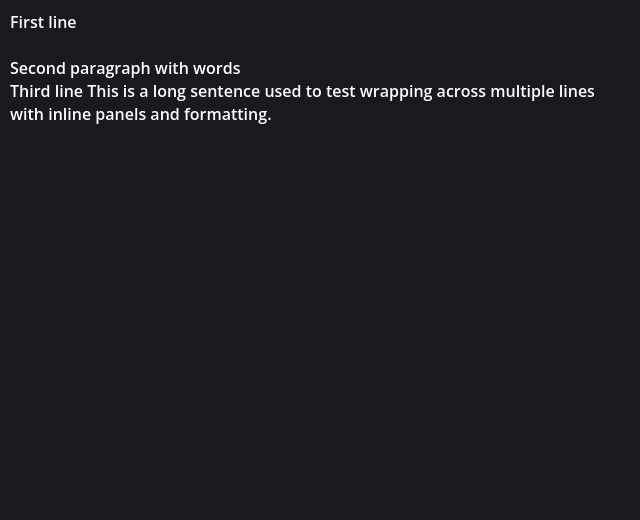 First line
Second paragraph with words
Third line This is a long sentence used to test wrapping across multiple lines
with inline panels and formatting.